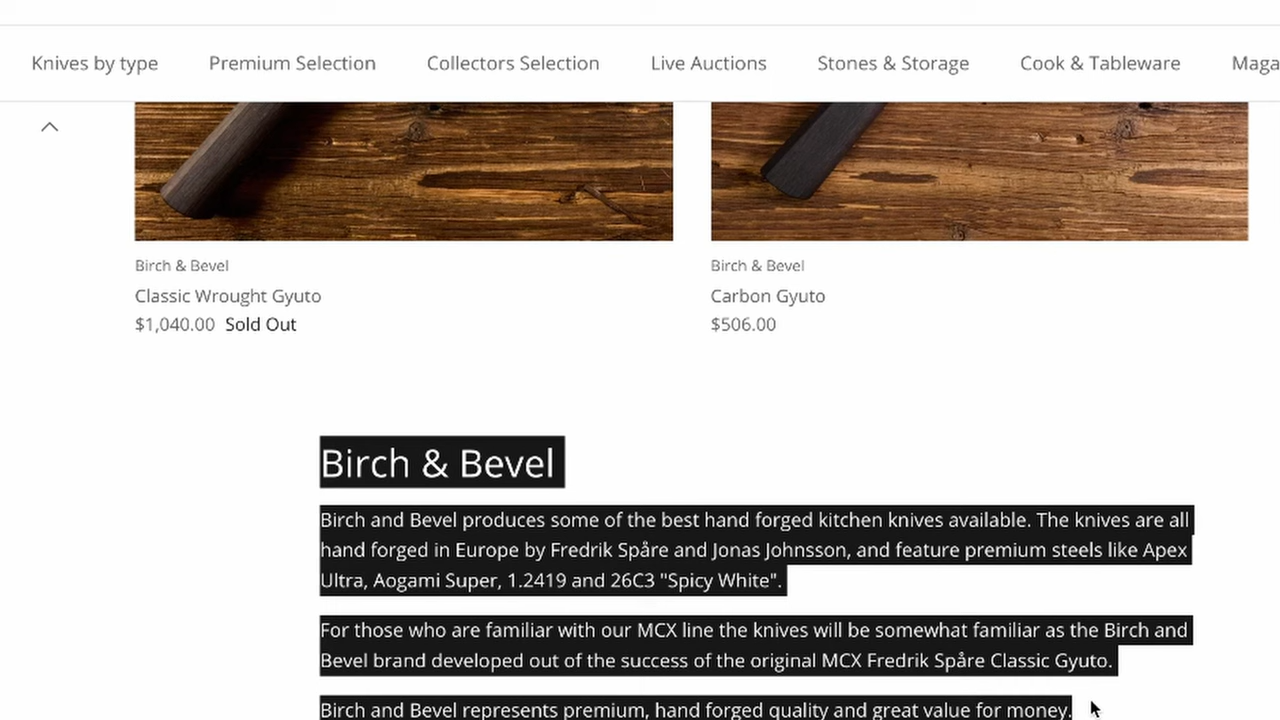 Knives by type Premium Selection Collectors Selection Live Auctions Stones & Storage Cook & Tableware Maga
Birch & Bevel
Classic Wrought Gyuto
$1,040.00 Sold Out
Birch & Bevel
Carbon Gyuto
$506.00
Birch & Bevel
Birch and Bevel produces some of the best hand forged kitchen knives available. The knives are all
hand forged in Europe by Fredrik Spåre and Jonas Johnsson, and feature premium steels like Apex
Ultra, Aogami Super, 1.2419 and 26C3 "Spicy White".
For those who are familiar with our MCX line the knives will be somewhat familiar as the Birch and
Bevel brand developed out of the success of the original MCX Fredrik Spåre Classic Gyuto.
Birch and Bevel represents premium, hand forged quality and great value for money.